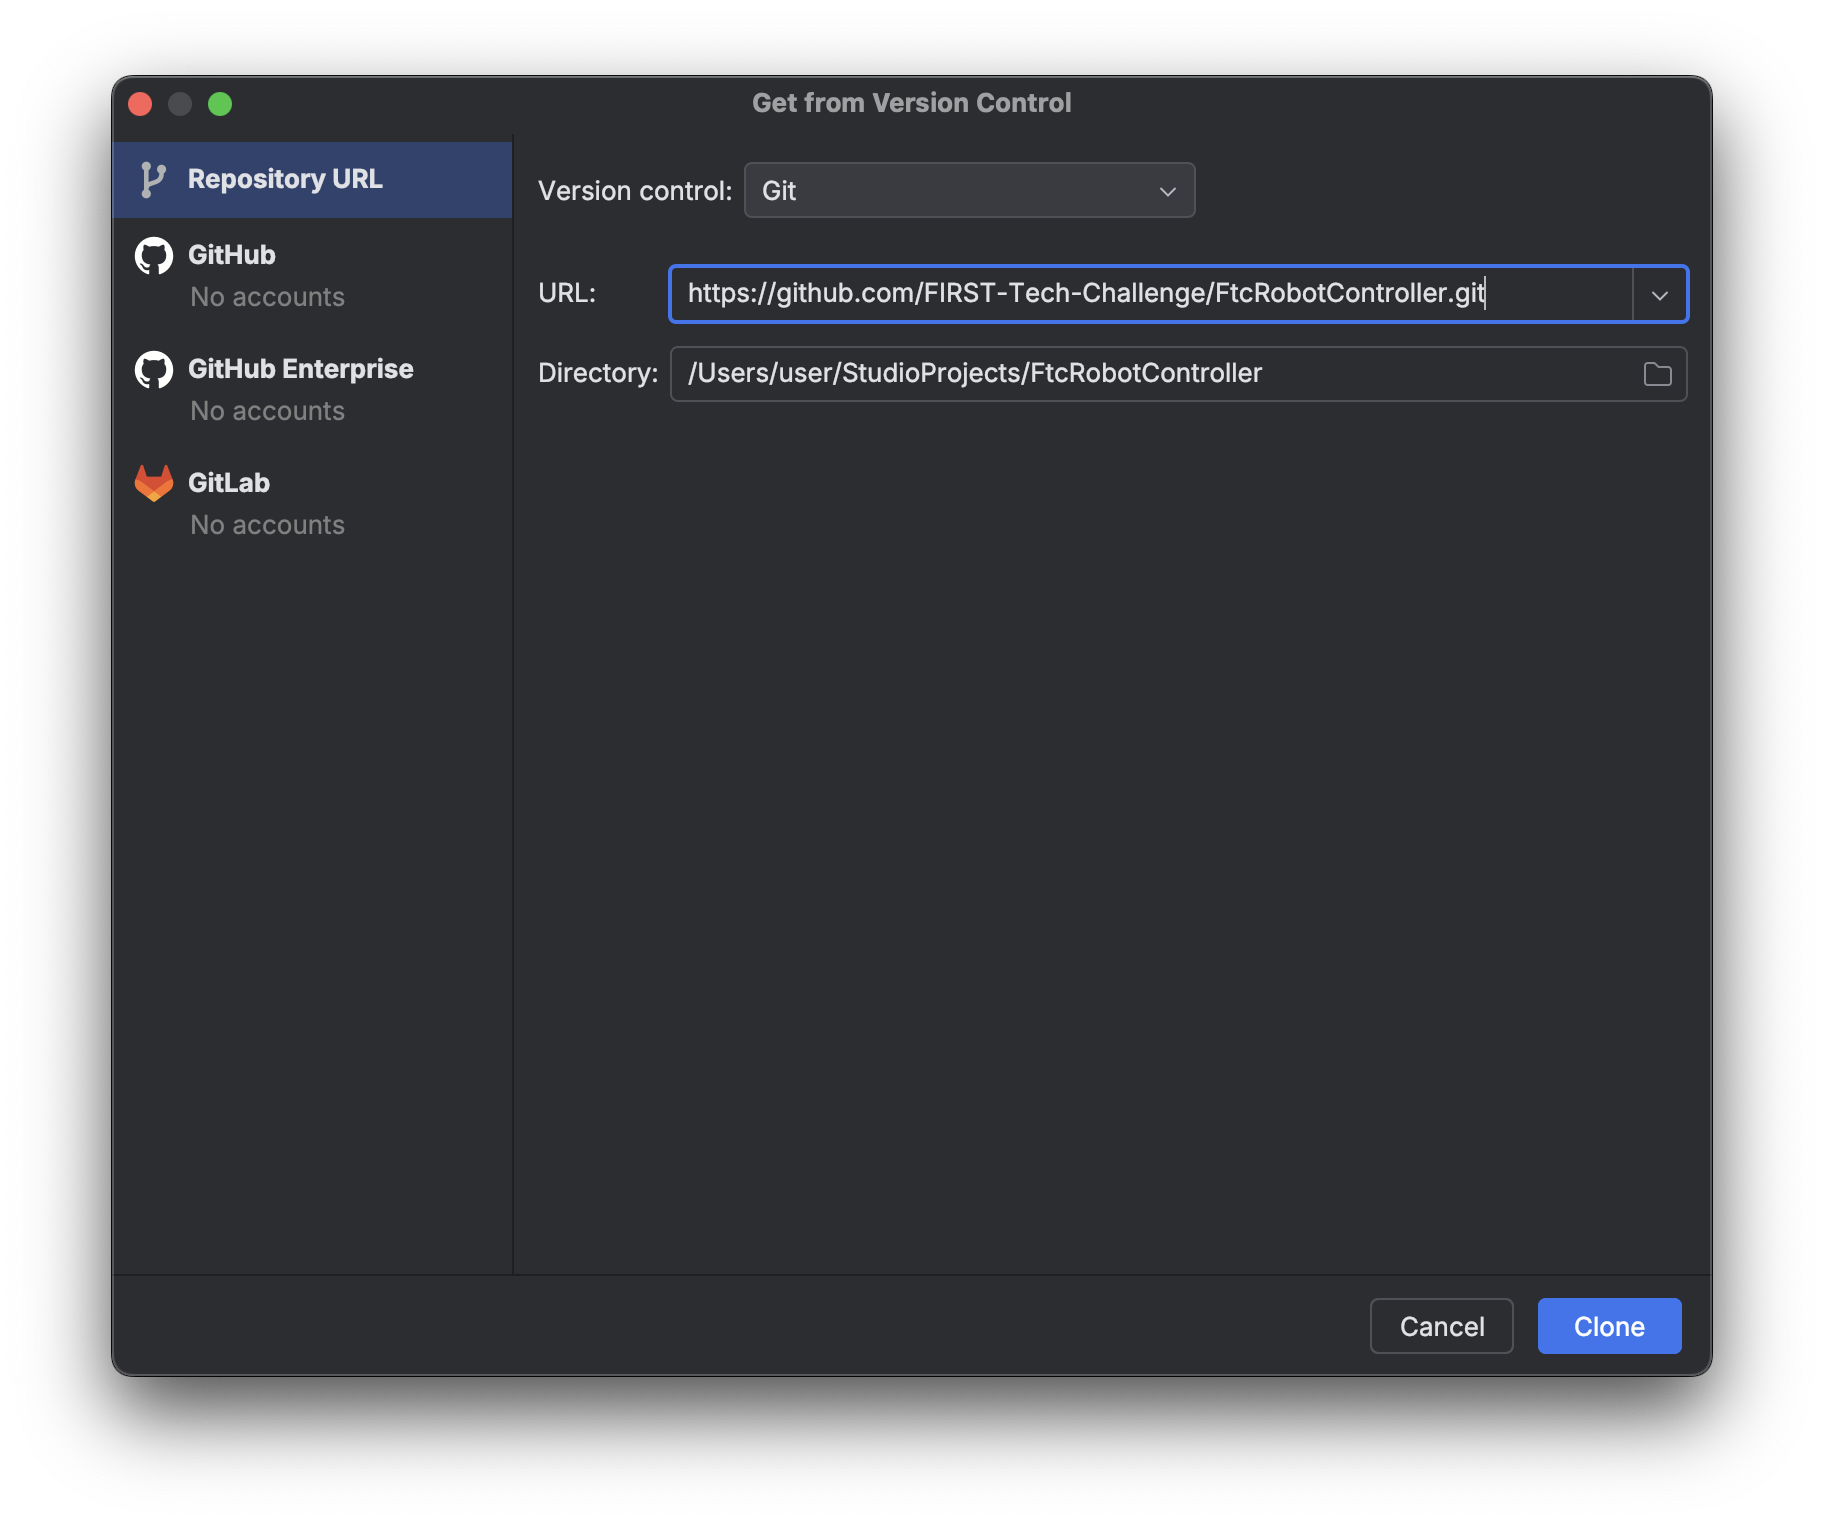 Get from Version Control
Repository URL
GitHub
No accounts
GitHub Enterprise
No accounts
GitLab
No accounts
Version control: Git
URL: https://github.com/FIRST-Tech-Challenge/FtcRobotController.git
Directory: /Users/user/StudioProjects/FtcRobotController
Cancel Clone